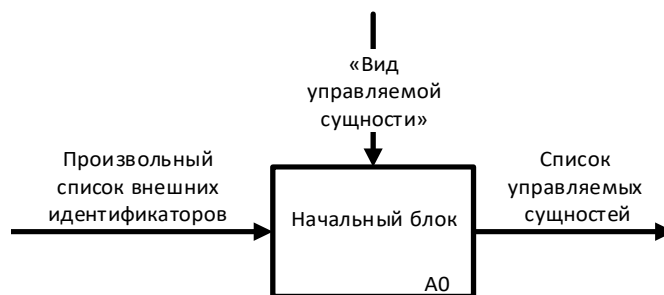 «Вид
управляемой
сущности»
Произвольный
список внешних
идентификаторов
Начальный блок
A0
Список
управляемых
сущностей